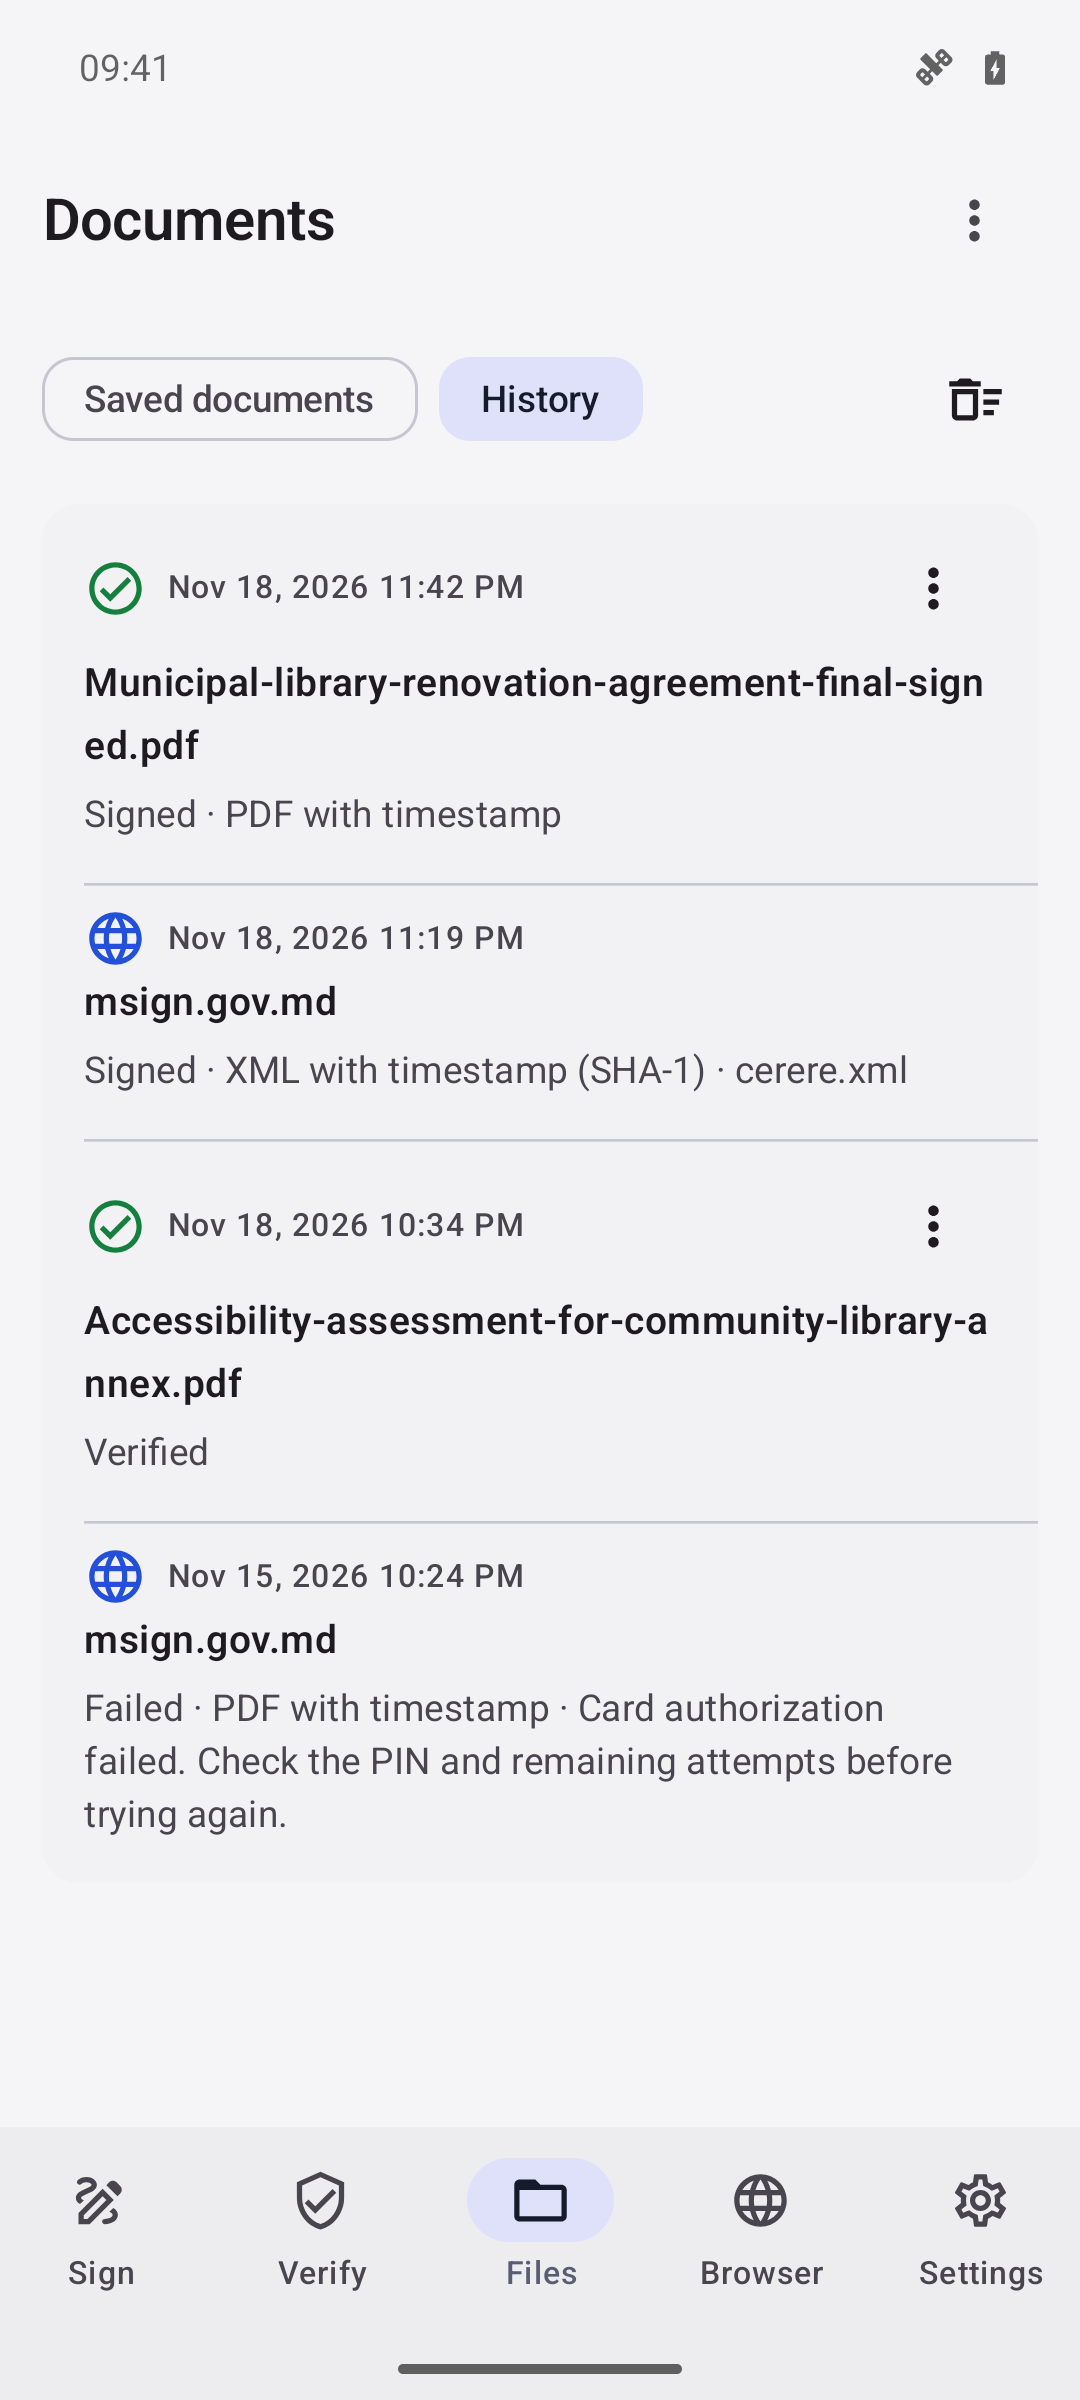 09:41
Documents
Saved documents
History
Nov 18, 2026 11:42 PM
Municipal-library-renovation-agreement-final-sign
ed.pdf
Signed · PDF with timestamp
Nov 18, 2026 11:19 PM
msign.gov.md
Signed · XML with timestamp (SHA-1) · cerere.xml
Nov 18, 2026 10:34 PM
Accessibility-assessment-for-community-library-a
nnex.pdf
Verified
Nov 15, 2026 10:24 PM
msign.gov.md
Failed · PDF with timestamp · Card authorization
failed. Check the PIN and remaining attempts before
trying again.
Sign
Verify
Files
Browser
Settings